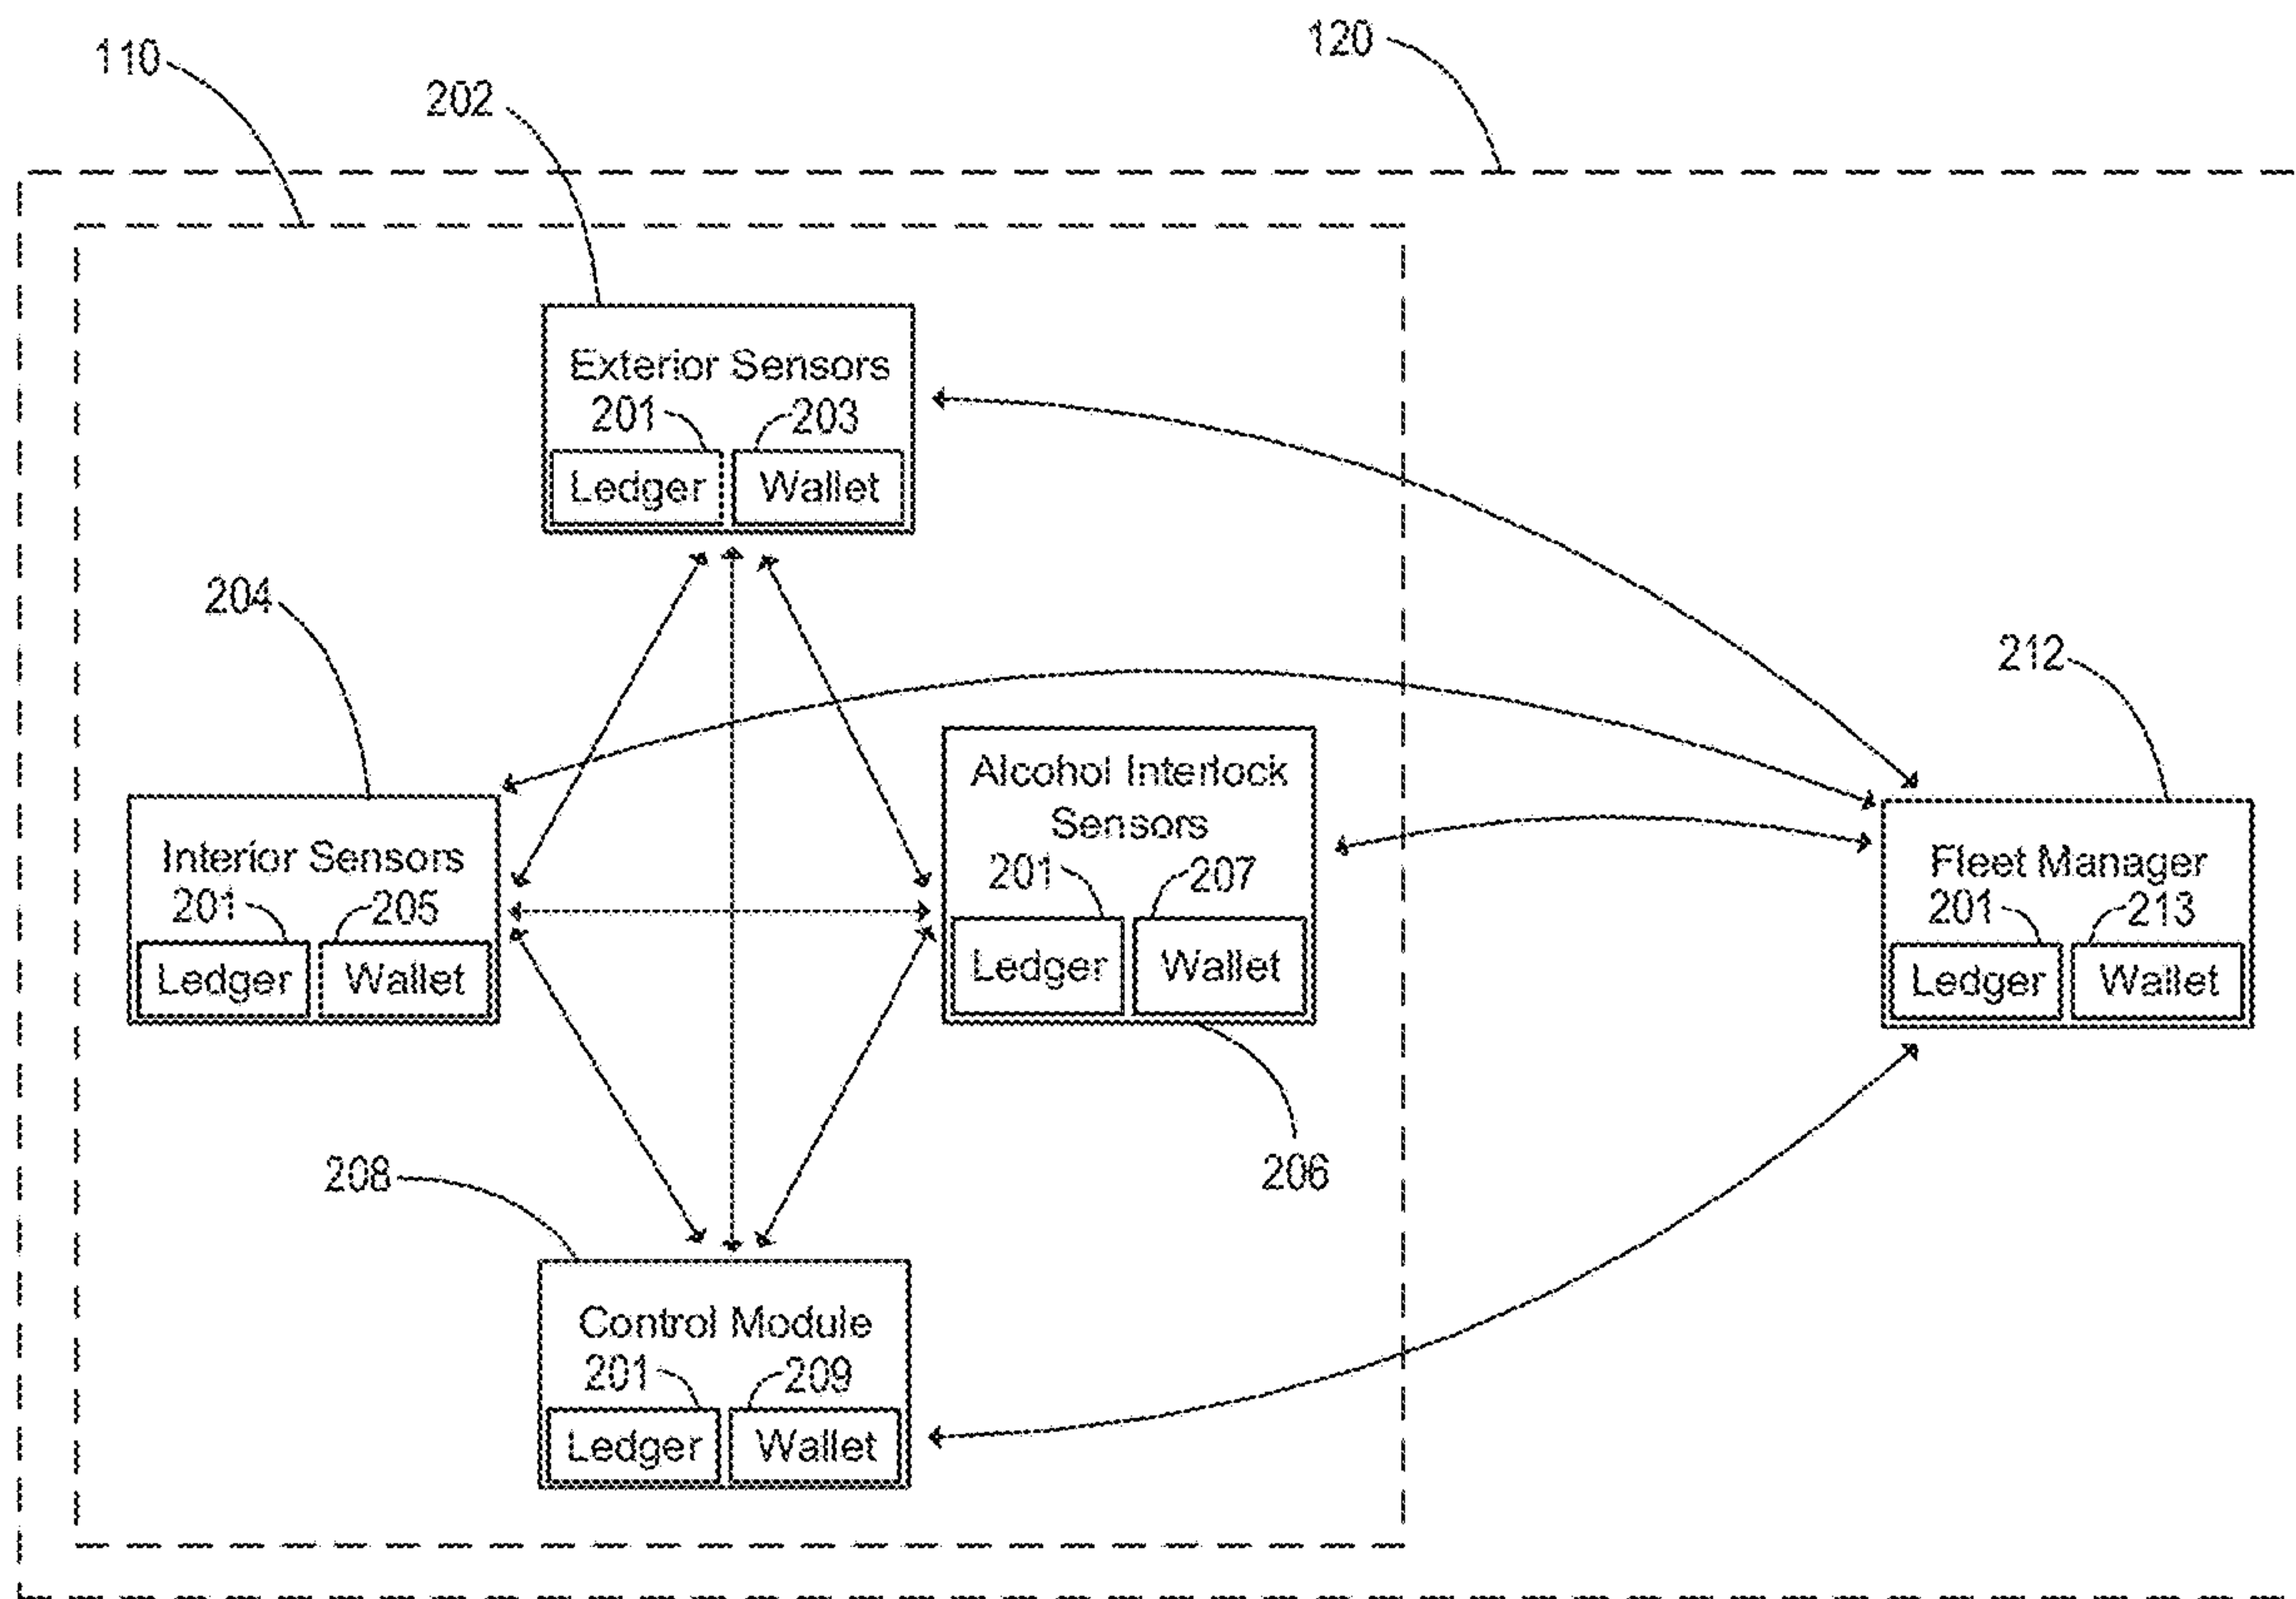 110
120
202
Exterior Sensors
201 203
Ledger Wallet
204
212
Alcohol Interlock
Sensors
201 207
Ledger Wallet
Interior Sensors
201 205
Ledger Wallet
Fleet Manager
201 213
Ledger Wallet
206
208
Control Module
201 209
Ledger Wallet